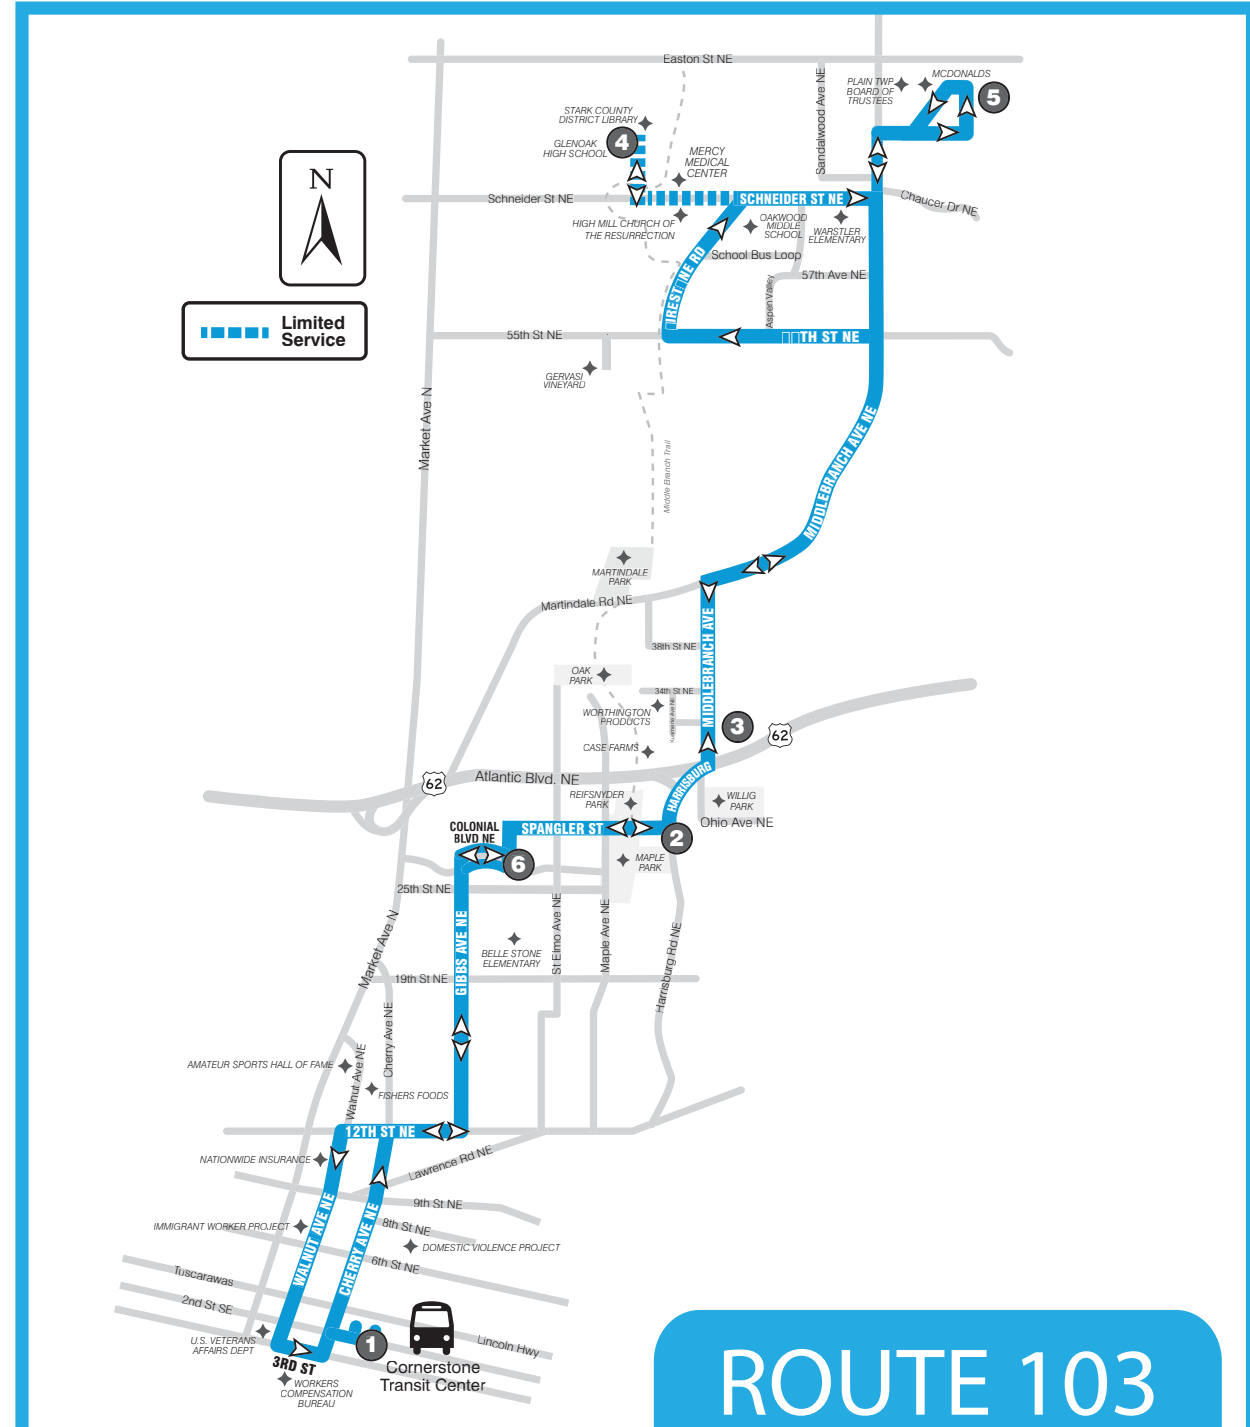 Easton St NE
MCDONALDS
PLAIN TWP
BOARD OF
TRUSTEES
5
Sandalwood Ave NE
STARK COUNTY
DISTRICT LIBRARY
GLENOAK
HIGH SCHOOL
4
MERCY
MEDICAL
CENTER
N
Schneider St NE
SCHNEIDER ST NE
Chaucer Dr NE
HIGH MILL CHURCH OF
THE RESURRECTION
OAKWOOD
MIDDLE
SCHOOL
WARSTLER
ELEMENTARY
School Bus Loop
57th Ave NE
Aspen Valley
NE RD
Limited
Service
55th St NE
TH ST NE
GERVASI
VINEYARD
Market Ave N
Middle Branch Trail
MIDDLEBRANCH AVE NE
MARTINDALE
PARK
Martindale Rd NE
MIDDLEBRANCH AVE
38th St NE
OAK
PARK
34th St NE
WORTHINGTON
PRODUCTS
3
62
CASE FARMS
62
Atlantic Blvd. NE
HARRISBURG
REIFSNYDER
PARK
WILLIG
PARK
Ohio Ave NE
COLONIAL
BLVD NE
SPANGLER ST
2
6
MAPLE
PARK
25th St NE
GIBBS AVE NE
St Elmo Ave NE
Maple Ave NE
Harrisburg Rd NE
BELLE STONE
ELEMENTARY
Market Ave N
19th St NE
Cherry Ave NE
Walnut Ave NE
AMATEUR SPORTS HALL OF FAME
FISHERS FOODS
12TH ST NE
NATIONWIDE INSURANCE
Lawrence Rd NE
9th St NE
IMMIGRANT WORKER PROJECT
8th St NE
DOMESTIC VIOLENCE PROJECT
WALNUT AVE NE
CHERRY AVE NE
6th St NE
Tuscarawas
2nd St SE
Lincoln Hwy
U.S. VETERANS
AFFAIRS DEPT
1
3RD ST
Cornerstone
Transit Center
WORKERS
COMPENSATION
BUREAU
ROUTE 103